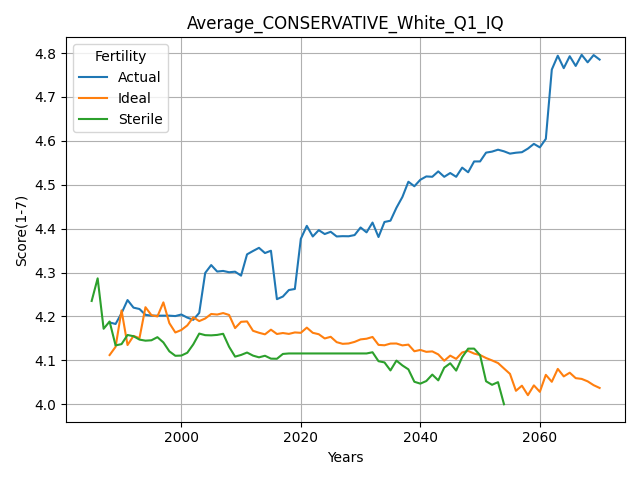 Average_CONSERVATIVE_White_Q1_IQ
Fertility
Actual
Ideal
Sterile
Score(1-7)
4.8
4.7
4.6
4.5
4.4
4.3
4.2
4.1
4.0
2000
2020
2040
2060
Years